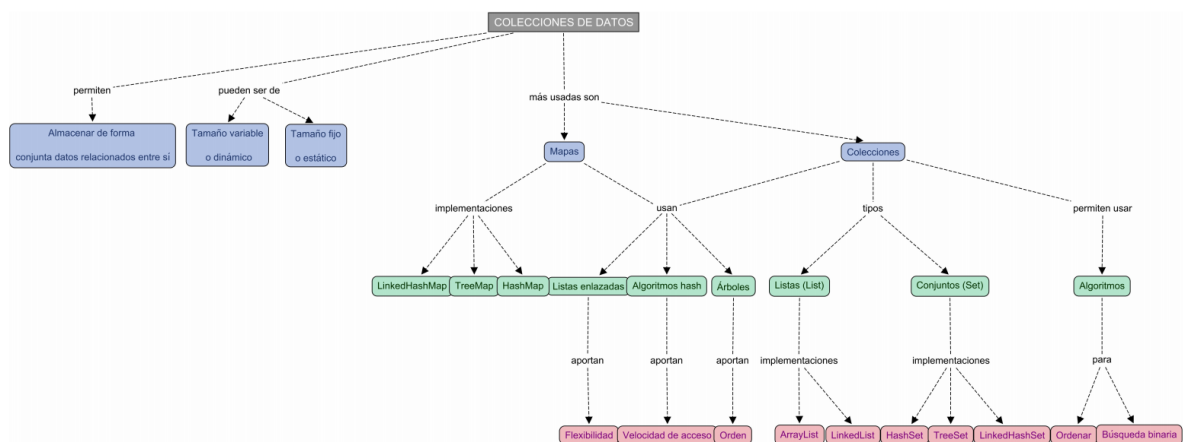 COLECCIONES DE DATOS
permiten
pueden ser de
más usadas son
Almacenar de forma
conjunta datos relacionados entre sí
Tamaño variable
o dinámico
Tamaño fijo
o estático
Mapas
Colecciones
implementaciones
usan
tipos
permiten usar
LinkedHashMap
TreeMap
HashMap
Listas enlazadas
Algoritmos hash
Árboles
Listas (List)
Conjuntos (Set)
Algoritmos
aportan
aportan
aportan
implementaciones
implementaciones
para
Flexibilidad
Velocidad de acceso
Orden
ArrayList
LinkedList
HashSet
TreeSet
LinkedHashSet
Ordenar
Búsqueda binaria